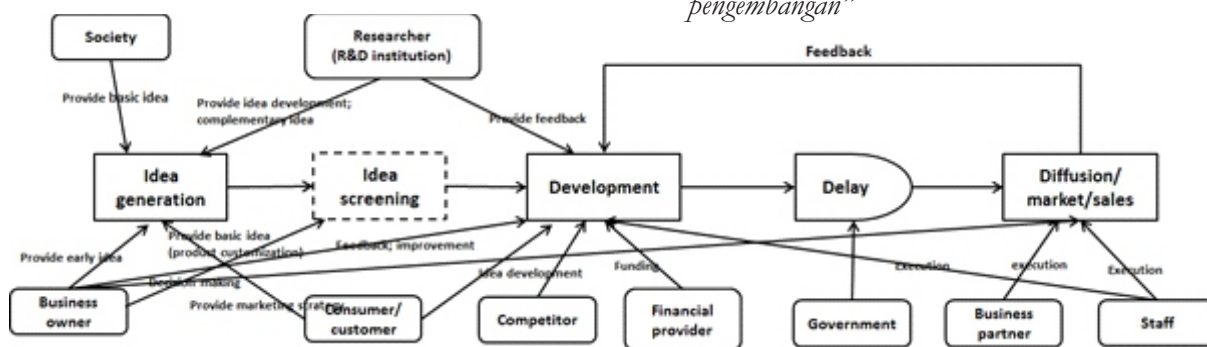 pengembangan"
Society
Researcher
(R&D institution)
Feedback
Provide basic idea
Provide idea development;
complementary idea
Provide feedback
Idea
generation
Idea
screening
Development
Delay
Diffusion/
market/sales
Provide early idea
Provide basic idea
(product customization)
Feedback; improvement
Decision making
Provide marketing strategy
Idea development
Funding
execution
execution
Execution
Business
owner
Consumer/
customer
Competitor
Financial
provider
Government
Business
partner
Staff